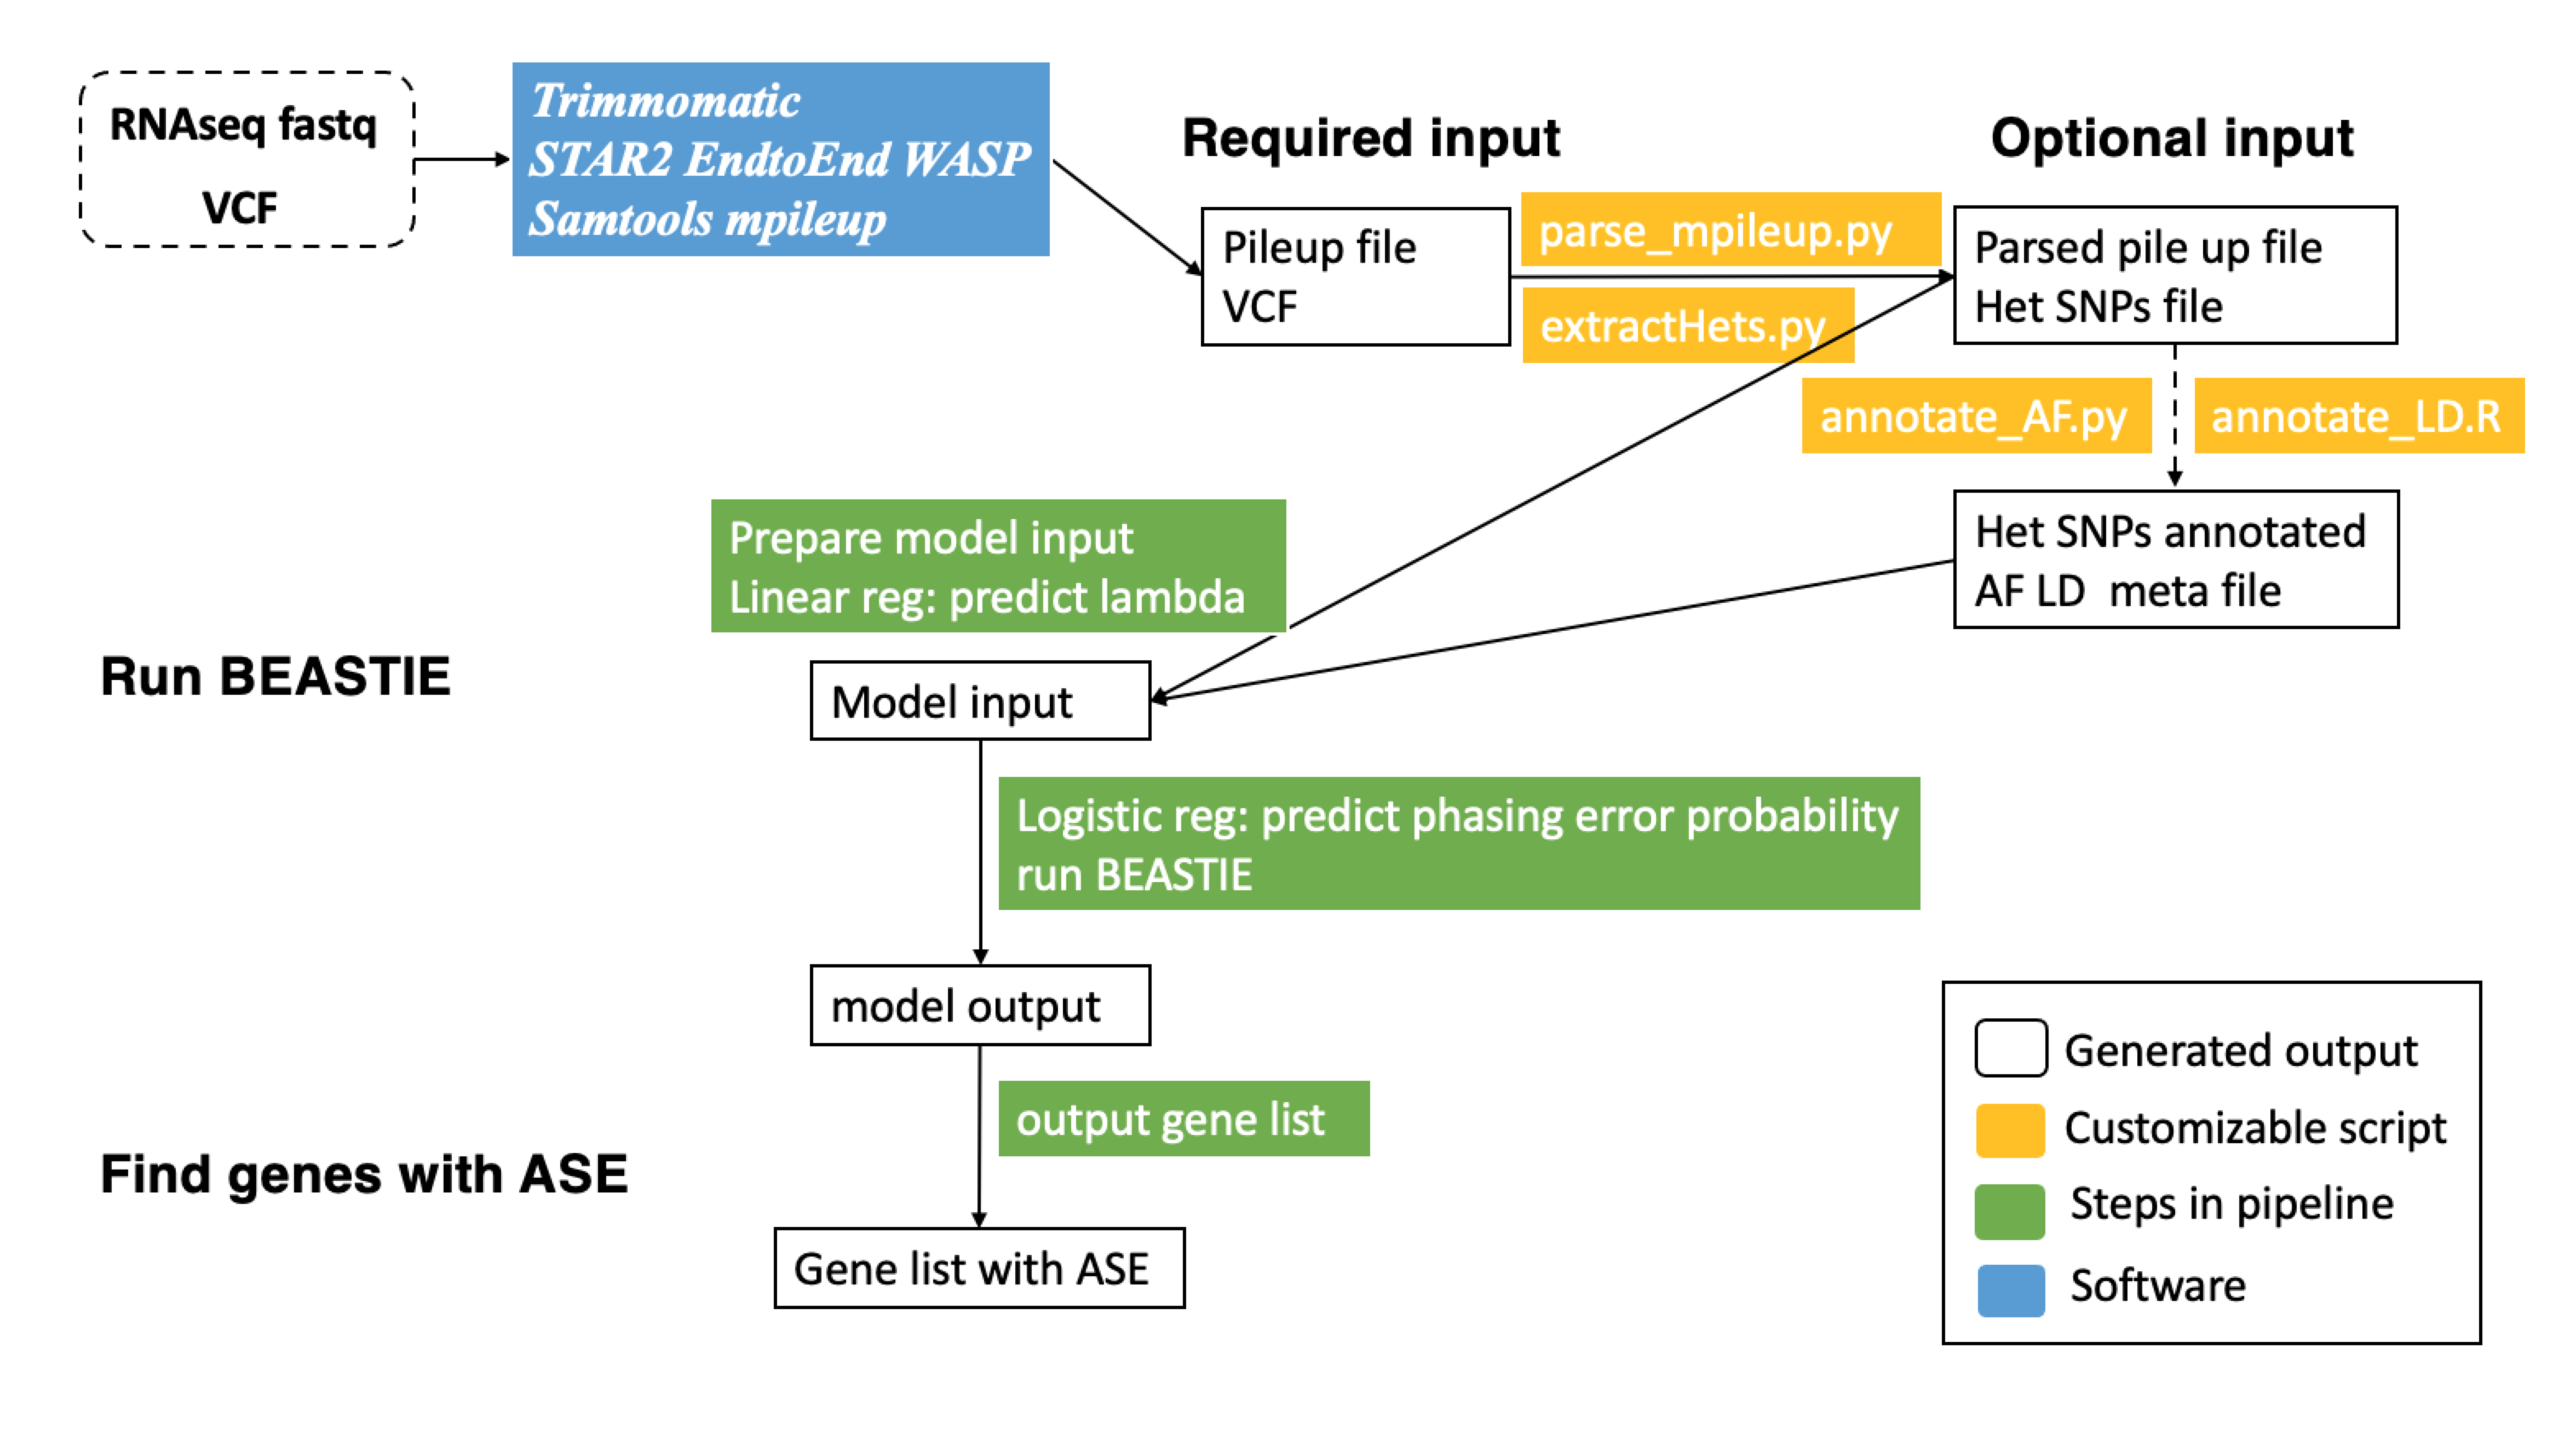 RNAseq fastq
VCF
Trimmomatic
STAR2 EndtoEnd WASP
Samtools mpileup
Required input
Optional input
Pileup file
VCF
parse_mpileup.py
extractHets.py
Parsed pile up file
Het SNPs file
annotate_AF.py
annotate_LD.R
Het SNPs annotated
AF LD meta file
Prepare model input
Linear reg: predict lambda
Run BEASTIE
Model input
Logistic reg: predict phasing error probability
run BEASTIE
model output
output gene list
Find genes with ASE
Gene list with ASE
Generated output
Customizable script
Steps in pipeline
Software